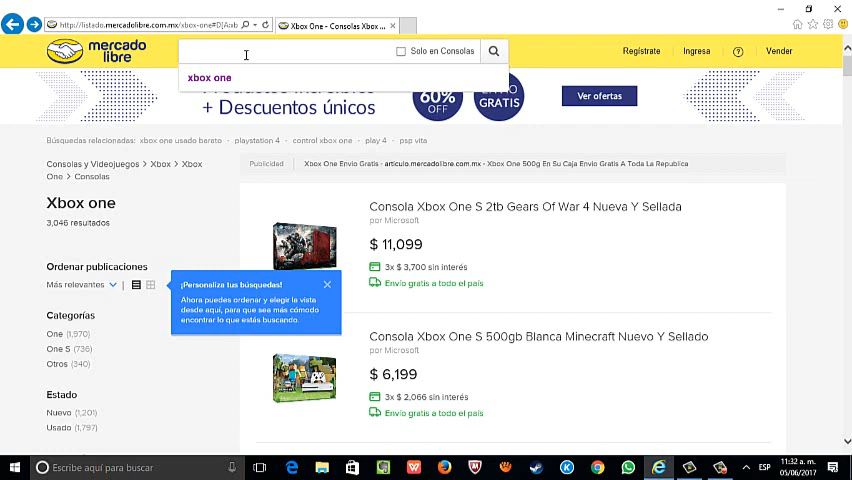 http://listado.mercadolibre.com.mx/xbox-one#D[A:xb
Xbox One - Consolas Xbox ...
mercado
libre
Solo en Consolas
Regístrate
Ingresa
Vender
xbox one
Productos increíbles
+ Descuentos únicos
60%
OFF
ENVÍO
GRATIS
Ver ofertas
Búsquedas relacionadas: xbox one usado barato - playstation 4 - control xbox one - play 4 - psp vita
Consolas y Videojuegos > Xbox > Xbox
One > Consolas
Publicidad
Xbox One Envio Gratis - articulo.mercadolibre.com.mx - Xbox One 500g En Su Caja Envio Gratis A Toda La Republica
Xbox one
3,046 resultados
Consola Xbox One S 2tb Gears Of War 4 Nueva Y Sellada
por Microsoft
$ 11,099
3x $ 3,700 sin interés
Envío gratis a todo el país
Ordenar publicaciones
Más relevantes
¡Personaliza tus búsquedas!
Ahora puedes ordenar y elegir la vista
desde aquí, para que sea más cómodo
encontrar lo que estás buscando.
Categorías
One (1,970)
One S (736)
Otros (340)
Consola Xbox One S 500gb Blanca Minecraft Nuevo Y Sellado
por Microsoft
$ 6,199
3x $ 2,066 sin interés
Envío gratis a todo el país
Estado
Nuevo (1,201)
Usado (1,797)
Escribe aquí para buscar
ESP
11:32 a. m.
05/06/2017